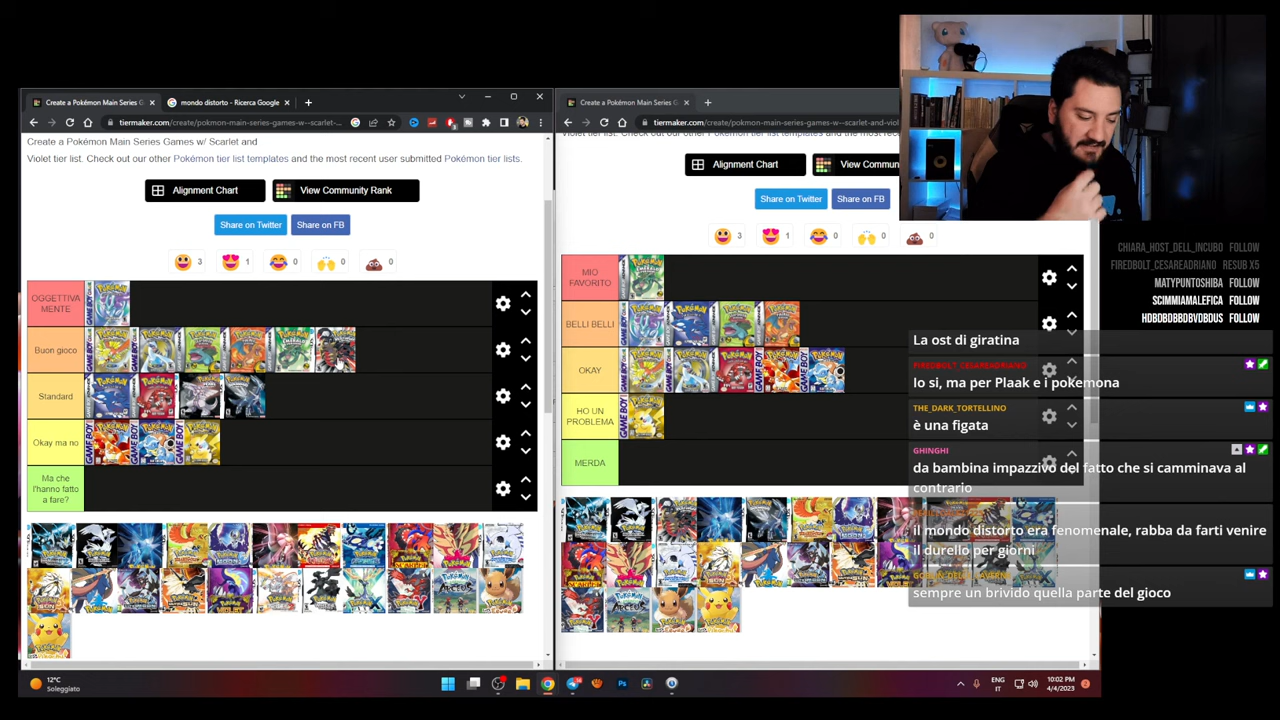 Create a Pokémon Main Series G
mondo distorto - Ricerca Google
tiermaker.com/create/pokmon-main-series-games-w--scarlet-...
Create a Pokémon Main Series Games w/ Scarlet and
Violet tier list. Check out our other Pokémon tier list templates and the most recent user submitted Pokémon tier lists.
Alignment Chart
View Community Rank
Share on Twitter
Share on FB
3
1
0
0
0
OGGETTIVA
MENTE
Buon gioco
Standard
Okay ma no
Ma che
l'hanno fatto
a fare?
Create a Pokémon Main Series G
tiermaker.com/create/pokmon-main-series-games-w--scarlet-and-viol
Alignment Chart
View Commun
Share on Twitter
Share on FB
3
1
0
0
0
MIO
FAVORITO
BELLI BELLI
OKAY
HO UN
PROBLEMA
MERDA
CHIARA_HOST_DELL_INCUBO FOLLOW
FIREDBOLT_CESAREADRIANO RESUB X5
MATYPUNTOSHIBA FOLLOW
SCIMMIAMALEFICA FOLLOW
HDBDBDBBDBVDBDUS FOLLOW
La ost di giratina
FIREDBOLT_CESAREADRIANO
Io si, ma per Plaak e i pokemona
THE_DARK_TORTELLINO
è una figata
GHINGHI
da bambina impazzivo del fatto che si camminava al
contrario
il mondo distorto era fenomenale, rabba da farti venire
il durello per giorni
sempre un brivido quella parte del gioco
12°C
Soleggiato
ENG
IT
10:02 PM
4/4/2023